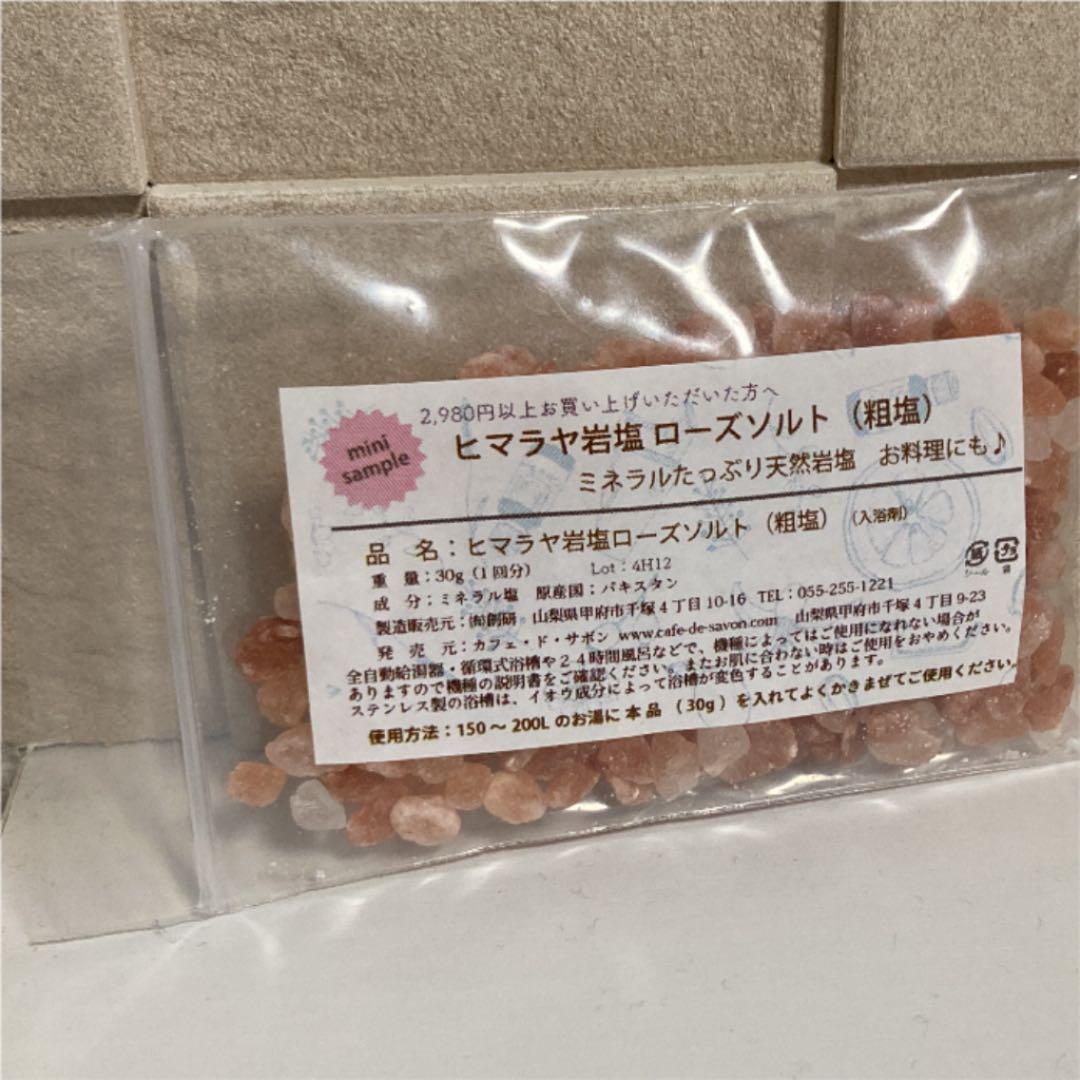 mini
sample
2,980円以上お買い上げいただいた方へ
ヒマラヤ岩塩 ローズソルト（粗塩）
ミネラルたっぷり天然岩塩　お料理にも♪
品　名：ヒマラヤ岩塩ローズソルト（粗塩）（入浴剤）
重　量：30g（1回分）　Lot：4H12
成　分：ミネラル塩　原産国：パキスタン
製造販売元：㈲創研　山梨県甲府市千塚４丁目10-16　TEL：055-255-1221
発　売　元：カフェ・ド・サボン www.cafe-de-savon.com　山梨県甲府市千塚４丁目9-23
全自動給湯器・循環式浴槽や２４時間風呂などで、機種によってはご使用になれない場合が
ありますので機種の説明書をご確認ください。またお肌に合わない時はご使用をおやめください。
ステンレス製の浴槽は、イオウ成分によって浴槽が変色することがあります。
使用方法：150～200Lのお湯に本品（30g）を入れてよくかきまぜてご使用ください。
シール
袋